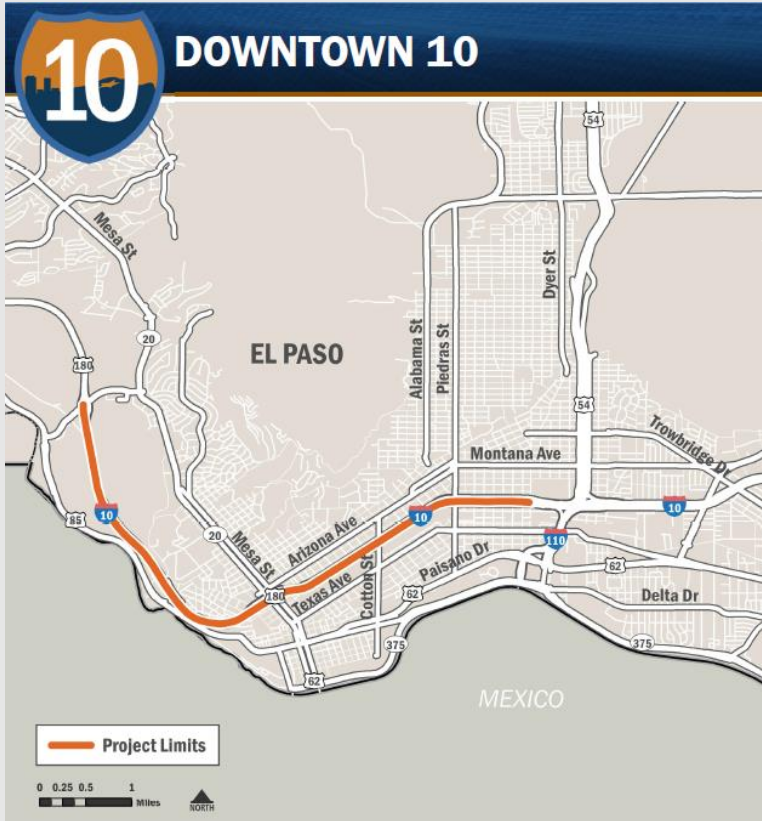 10 DOWNTOWN 10
54
Mesa St
20
Dyer St
EL PASO
Alabama St
Piedras St
180
54
Trowbridge Dr
Montana Ave
10
85
10
10
20
Mesa St
Arizona Ave
110
Paisano Dr
62
180
Texas Ave
Cotton St
62
Delta Dr
375
375
62
MEXICO
Project Limits
0 0.25 0.5 1
Miles
NORTH